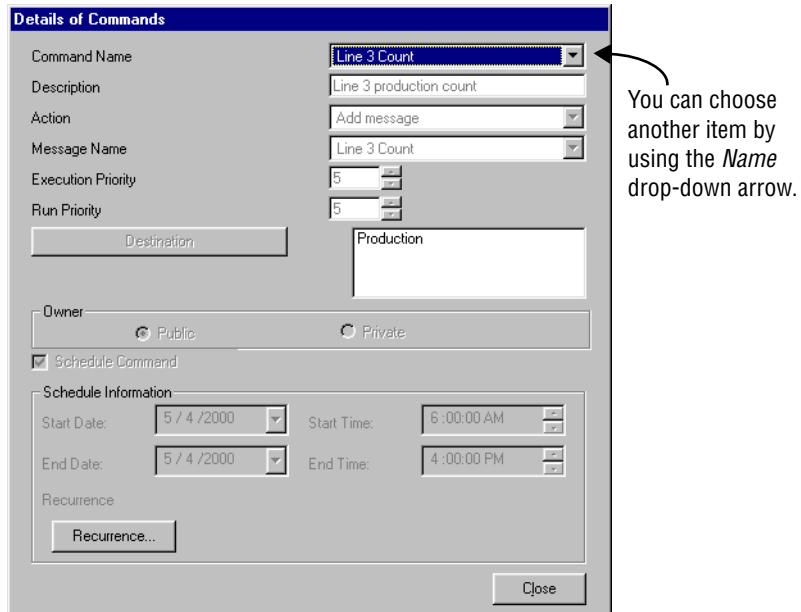 Details of Commands
Command Name
Line 3 Count
Description
Line 3 production count
Action
Add message
Message Name
Line 3 Count
Execution Priority
5
Run Priority
5
Destination
Production
Owner
Public
Private
Schedule Command
Schedule Information
Start Date:
5 / 4 /2000
Start Time:
6 :00:00 AM
End Date:
5 / 4 /2000
End Time:
4 :00:00 PM
Recurrence
Recurrence...
Close
You can choose
another item by
using the Name
drop-down arrow.